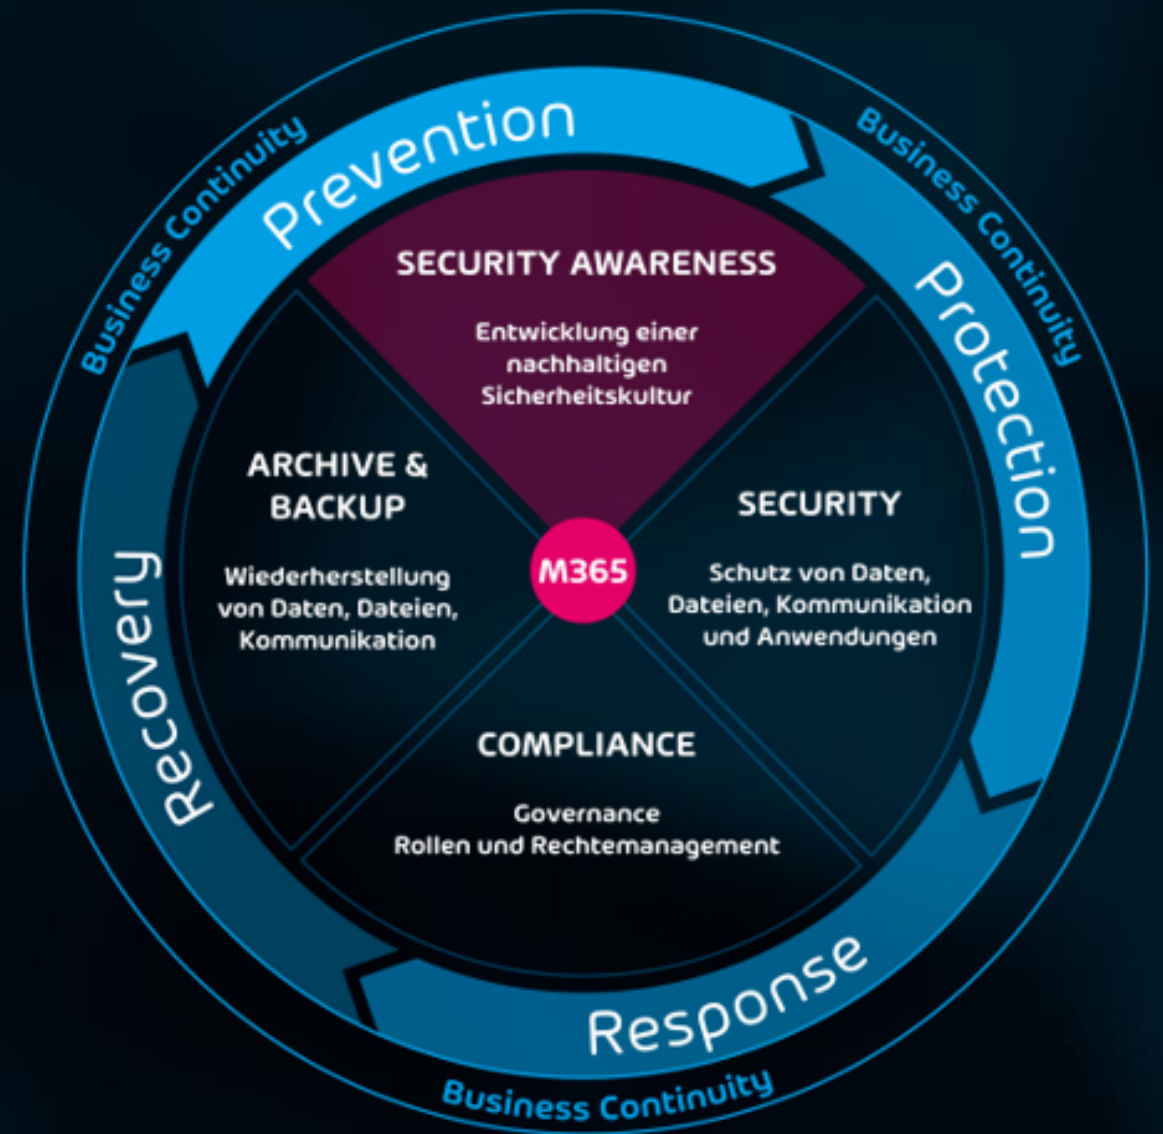 Business Continuity
Prevention
Business Continuity
Protection
SECURITY AWARENESS
Entwicklung einer
nachhaltigen
Sicherheitskultur
ARCHIVE &
BACKUP
Wiederherstellung
von Daten, Dateien,
Kommunikation
M365
SECURITY
Schutz von Daten,
Dateien, Kommunikation
und Anwendungen
COMPLIANCE
Governance
Rollen und Rechtemanagement
Recovery
Response
Business Continuity